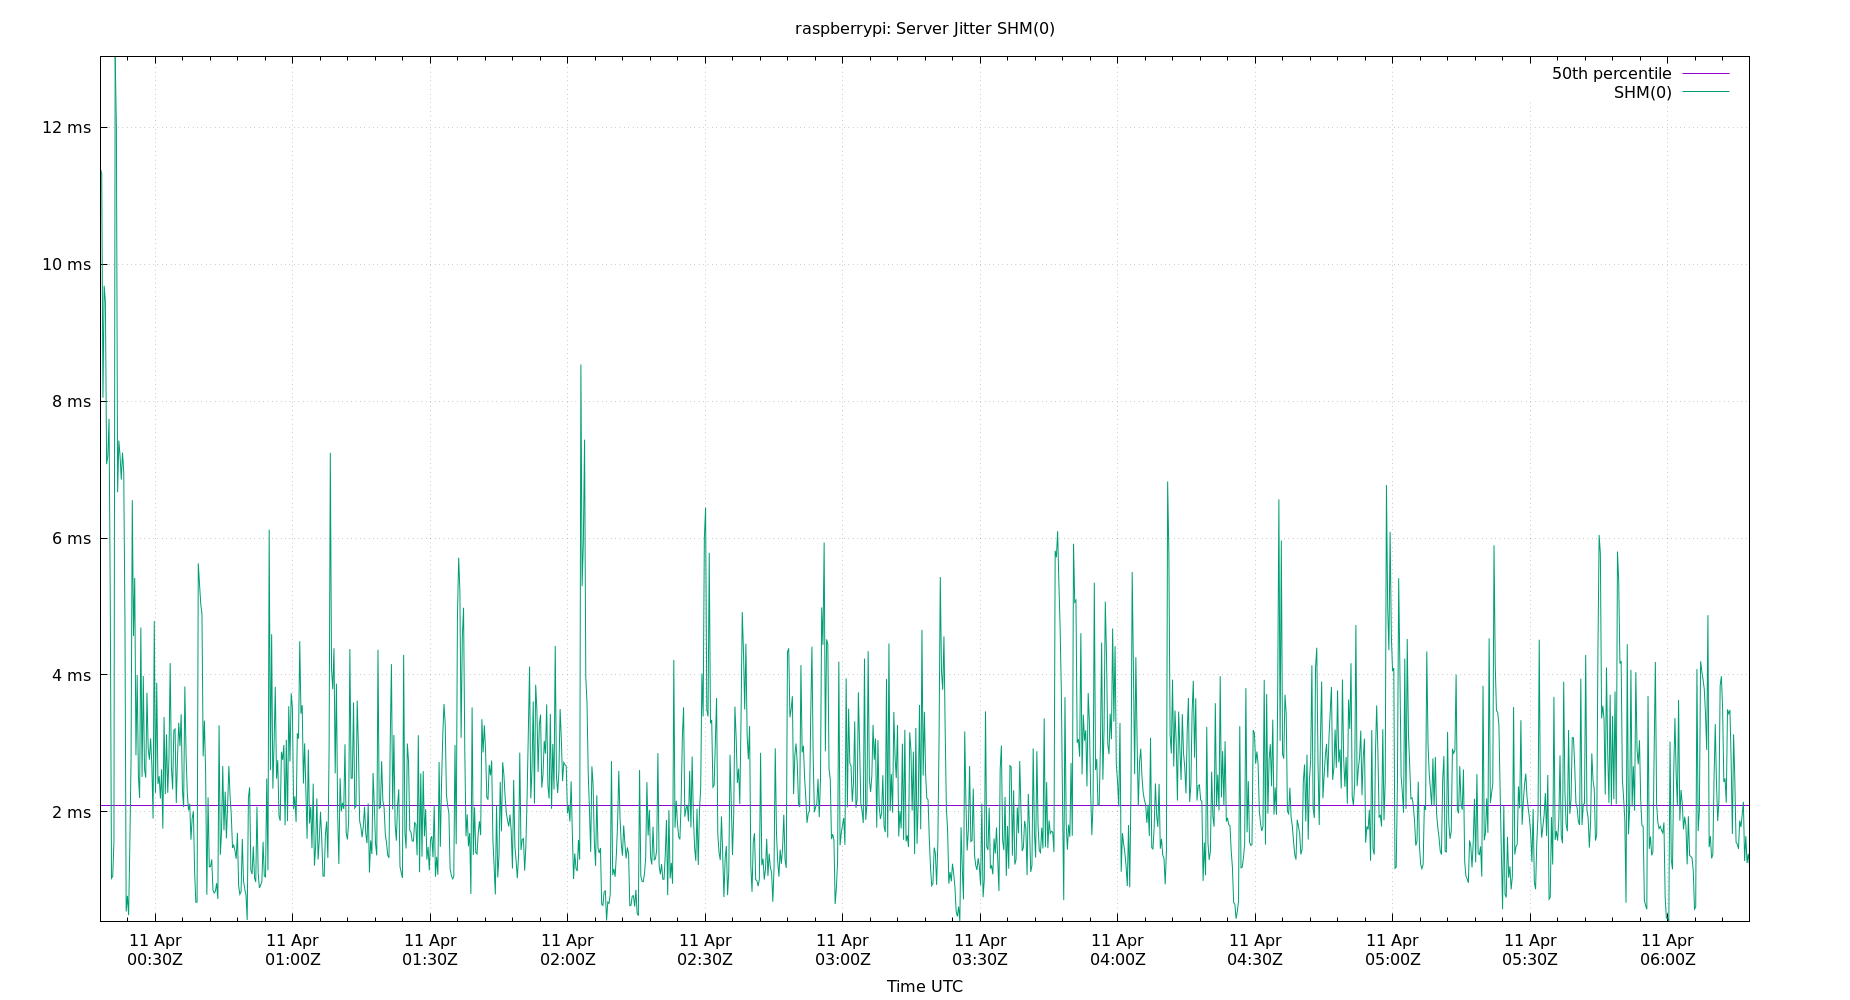 raspberrypi: Server Jitter SHM(0)
50th percentile
SHM(0)
12 ms
10 ms
8 ms
6 ms
4 ms
2 ms
11 Apr 11 Apr 11 Apr 11 Apr 11 Apr 11 Apr 11 Apr 11 Apr 11 Apr 11 Apr 11 Apr 11 Apr
00:30Z 01:00Z 01:30Z 02:00Z 02:30Z 03:00Z 03:30Z 04:00Z 04:30Z 05:00Z 05:30Z 06:00Z
Time UTC